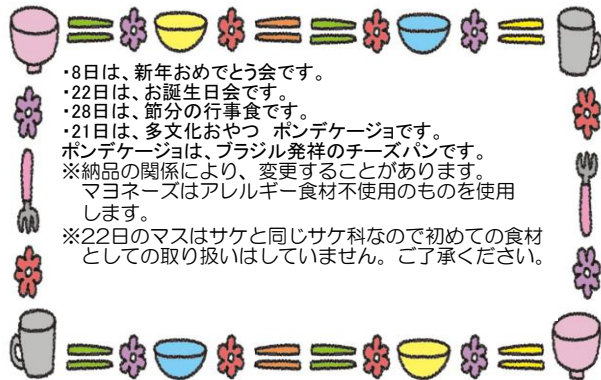 ・8日は、新年おめでとう会です。
・22日は、お誕生日会です。
・28日は、節分の行事食です。
・21日は、多文化おやつ　ポンデケージョです。
ポンデケージョは、ブラジル発祥のチーズパンです。
※納品の関係により、変更することがあります。
マヨネーズはアレルギー食材不使用のものを使用
します。
※22日のマスはサケと同じサケ科なので初めての食材
としての取り扱いはしていません。ご了承ください。